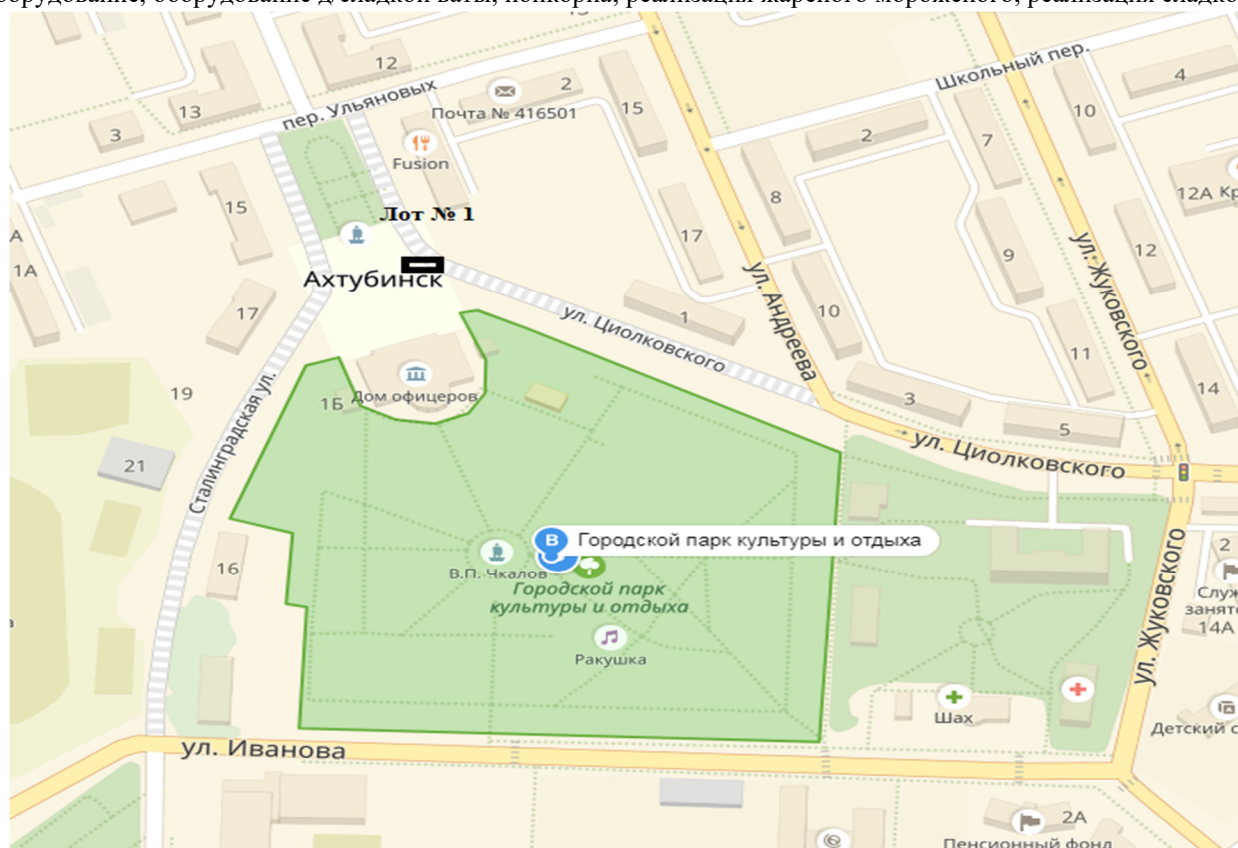 оборудование, оборудование д/сладкой ваты, попкорна, реализация жареного мороженого, реализация сладко
12
2
15
Школьный пер.
4
13
пер. Ульяновых
Почта № 416501
10
3
Fusion
2
7
12А Кр
15
Лот № 1
17
8
А
1А
Ахтубинск
9
12
ул. Жуковского
17
ул. Андреева
10
1
ул. Циолковского
11
19
1Б
Дом офицеров
3
14
5
21
Сталинградская ул.
ул. Циолковского
В
Городской парк культуры и отдыха
16
В.П. Чкалов
Городской парк
культуры и отдыха
2
Служ
занято
14А
Ракушка
ул. Жуковского
Шах
Детский с
ул. Иванова
2А
Пенсионный фонд